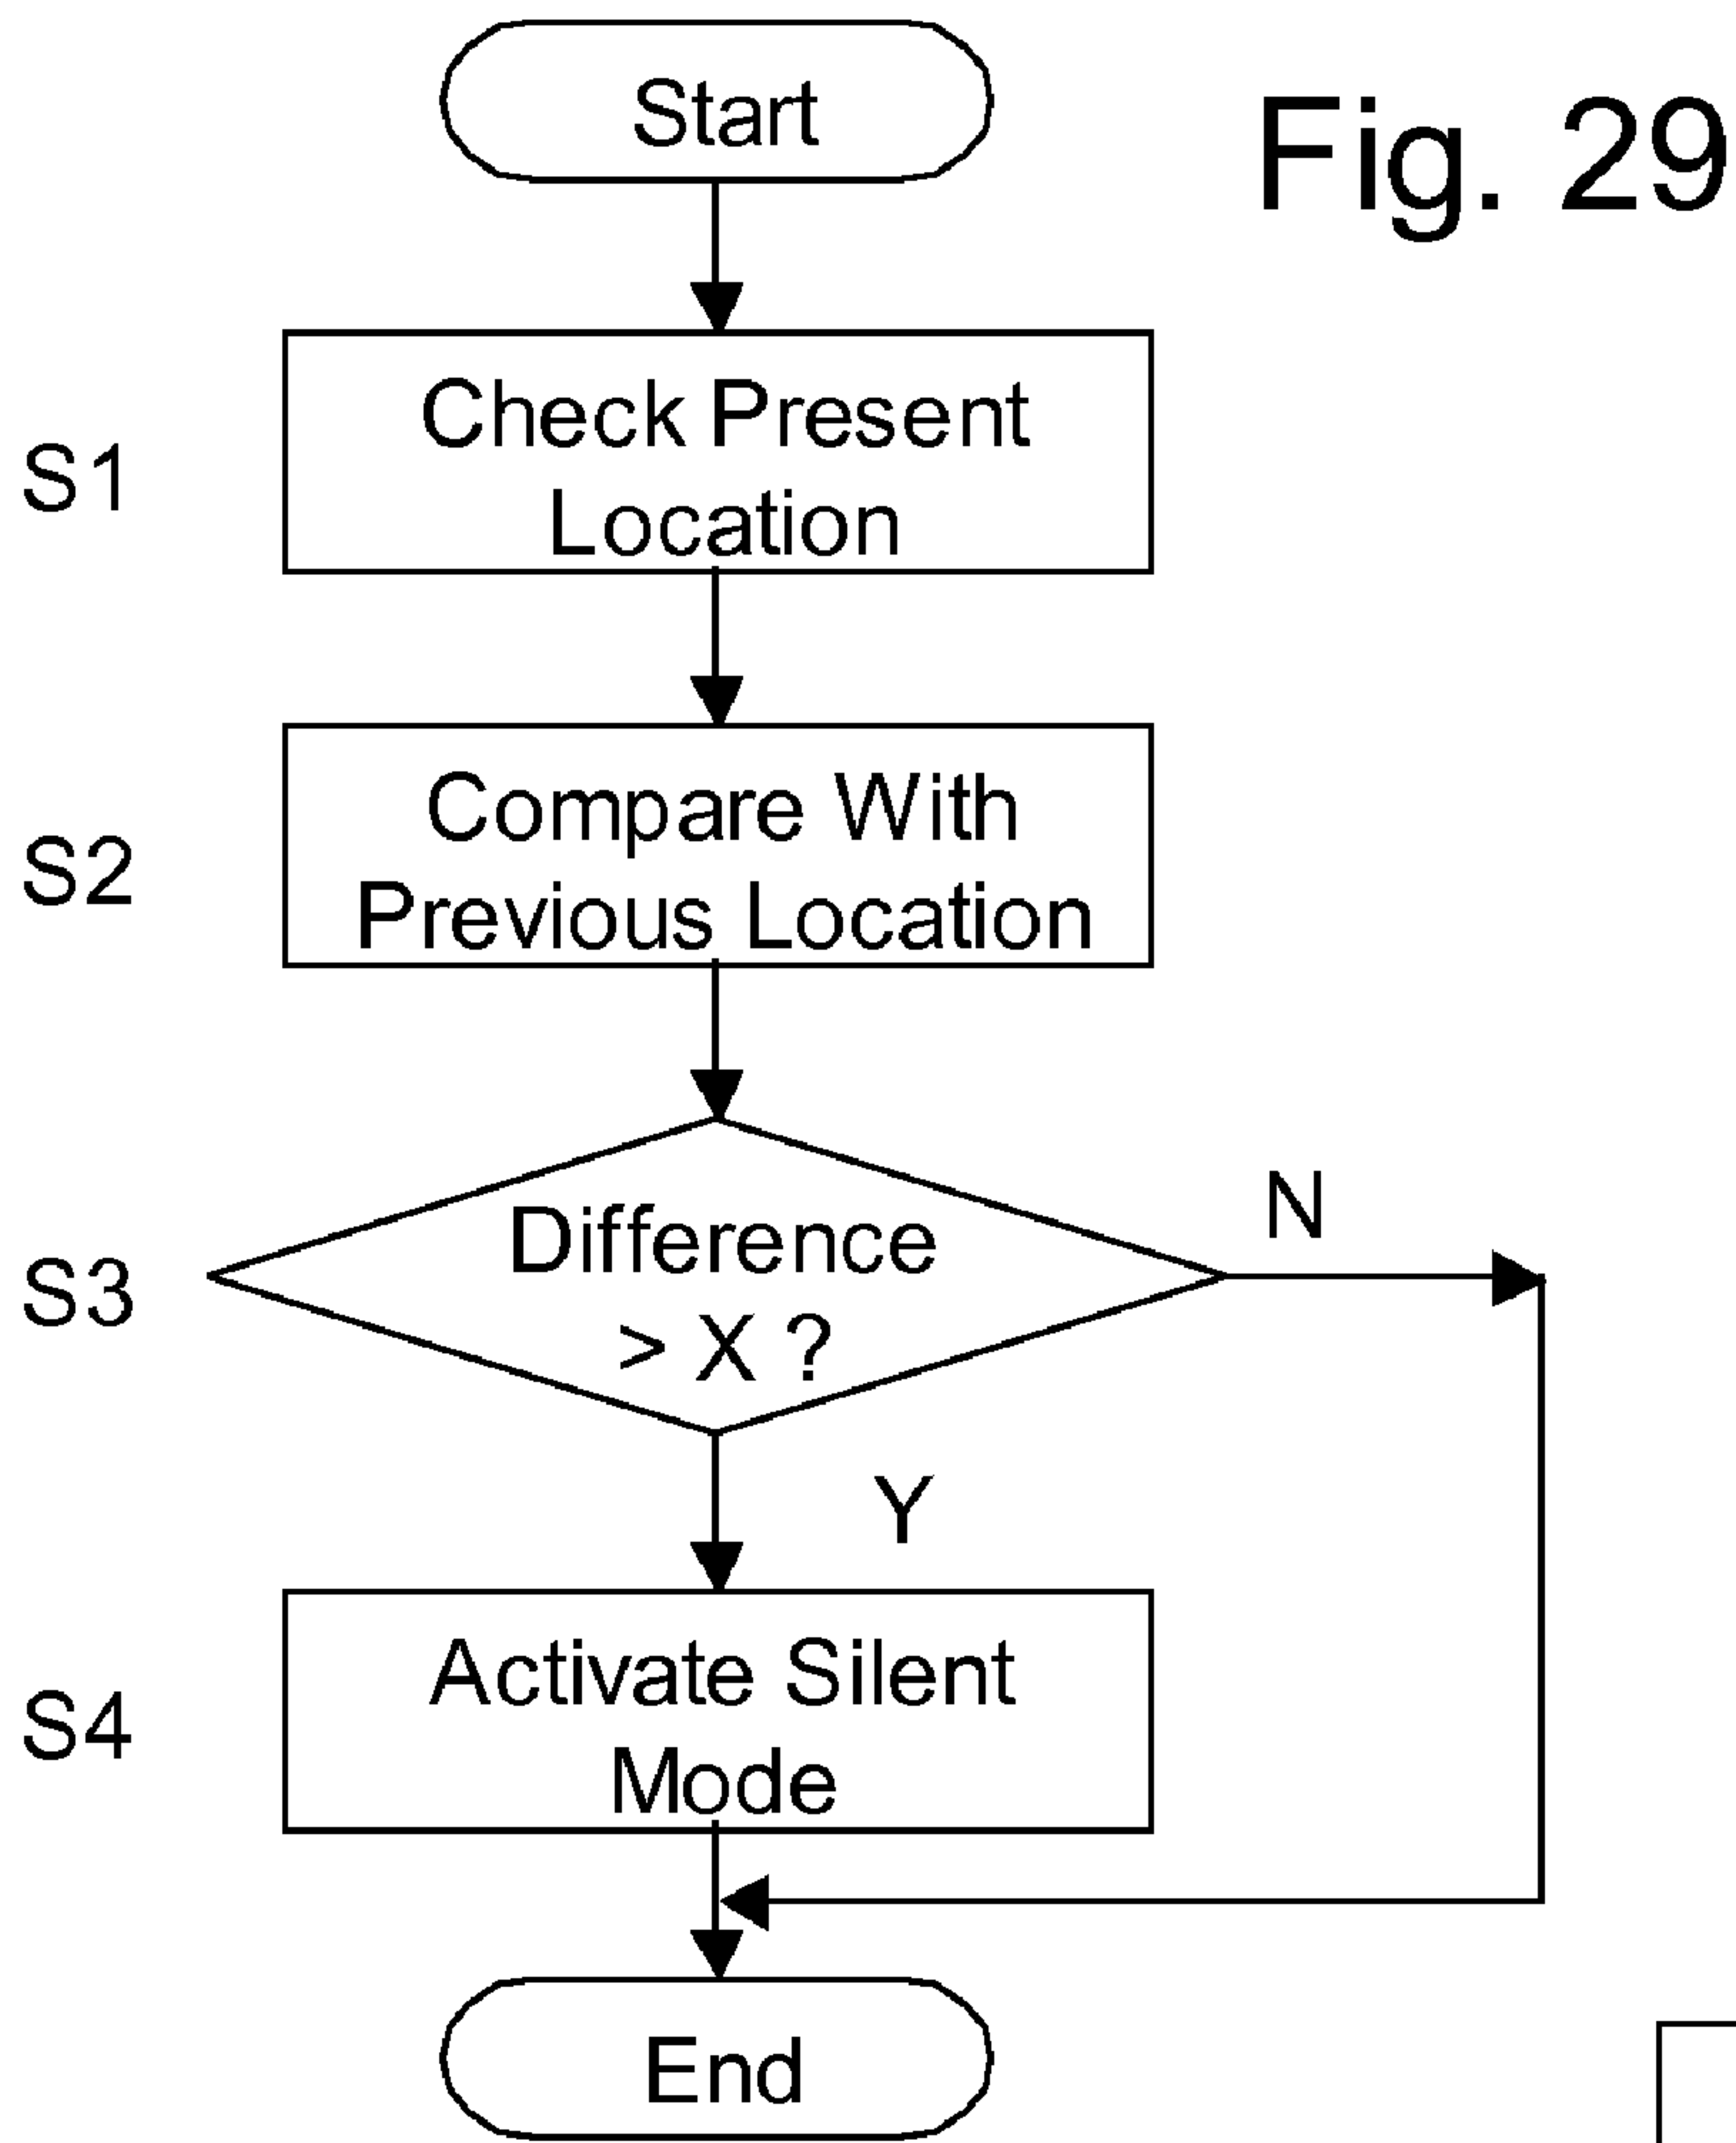 Start
Fig. 29
S1
Check Present
Location
S2
Compare With
Previous Location
S3
Difference
> X ?
N
Y
S4
Activate Silent
Mode
End